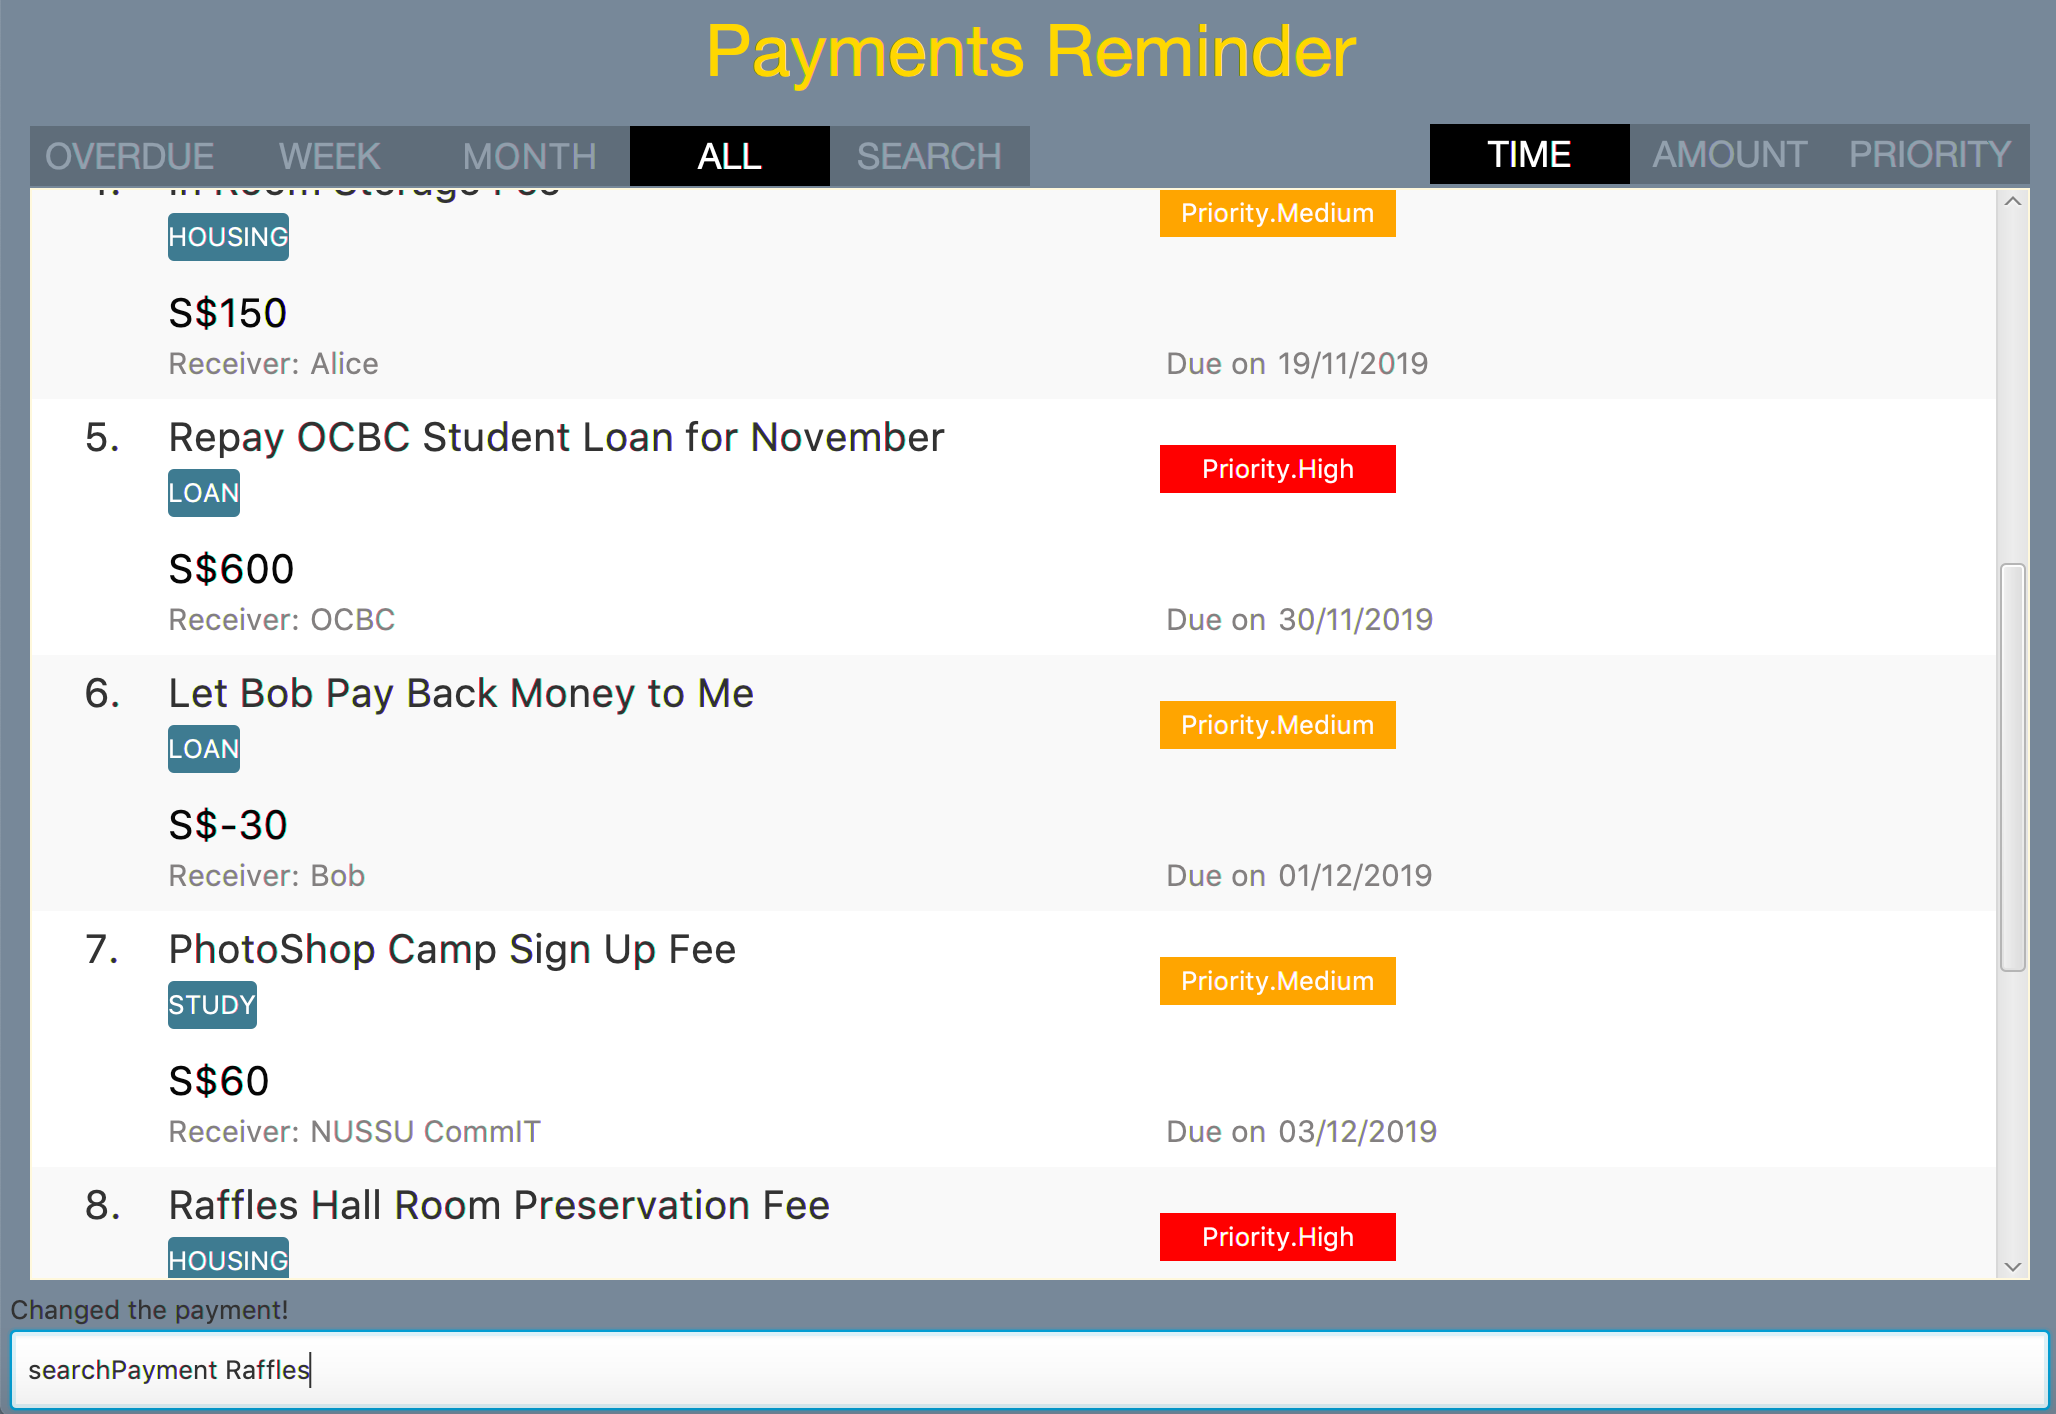 Payments Reminder
OVERDUE WEEK MONTH ALL SEARCH TIME AMOUNT PRIORITY
In Room Storage Fee
Priority.Medium
HOUSING
S$150
Receiver: Alice Due on 19/11/2019
5. Repay OCBC Student Loan for November
Priority.High
LOAN
S$600
Receiver: OCBC Due on 30/11/2019
6. Let Bob Pay Back Money to Me
Priority.Medium
LOAN
S$-30
Receiver: Bob Due on 01/12/2019
7. PhotoShop Camp Sign Up Fee
Priority.Medium
STUDY
S$60
Receiver: NUSSU CommIT Due on 03/12/2019
8. Raffles Hall Room Preservation Fee
Priority.High
HOUSING
Changed the payment!
searchPayment Raffles